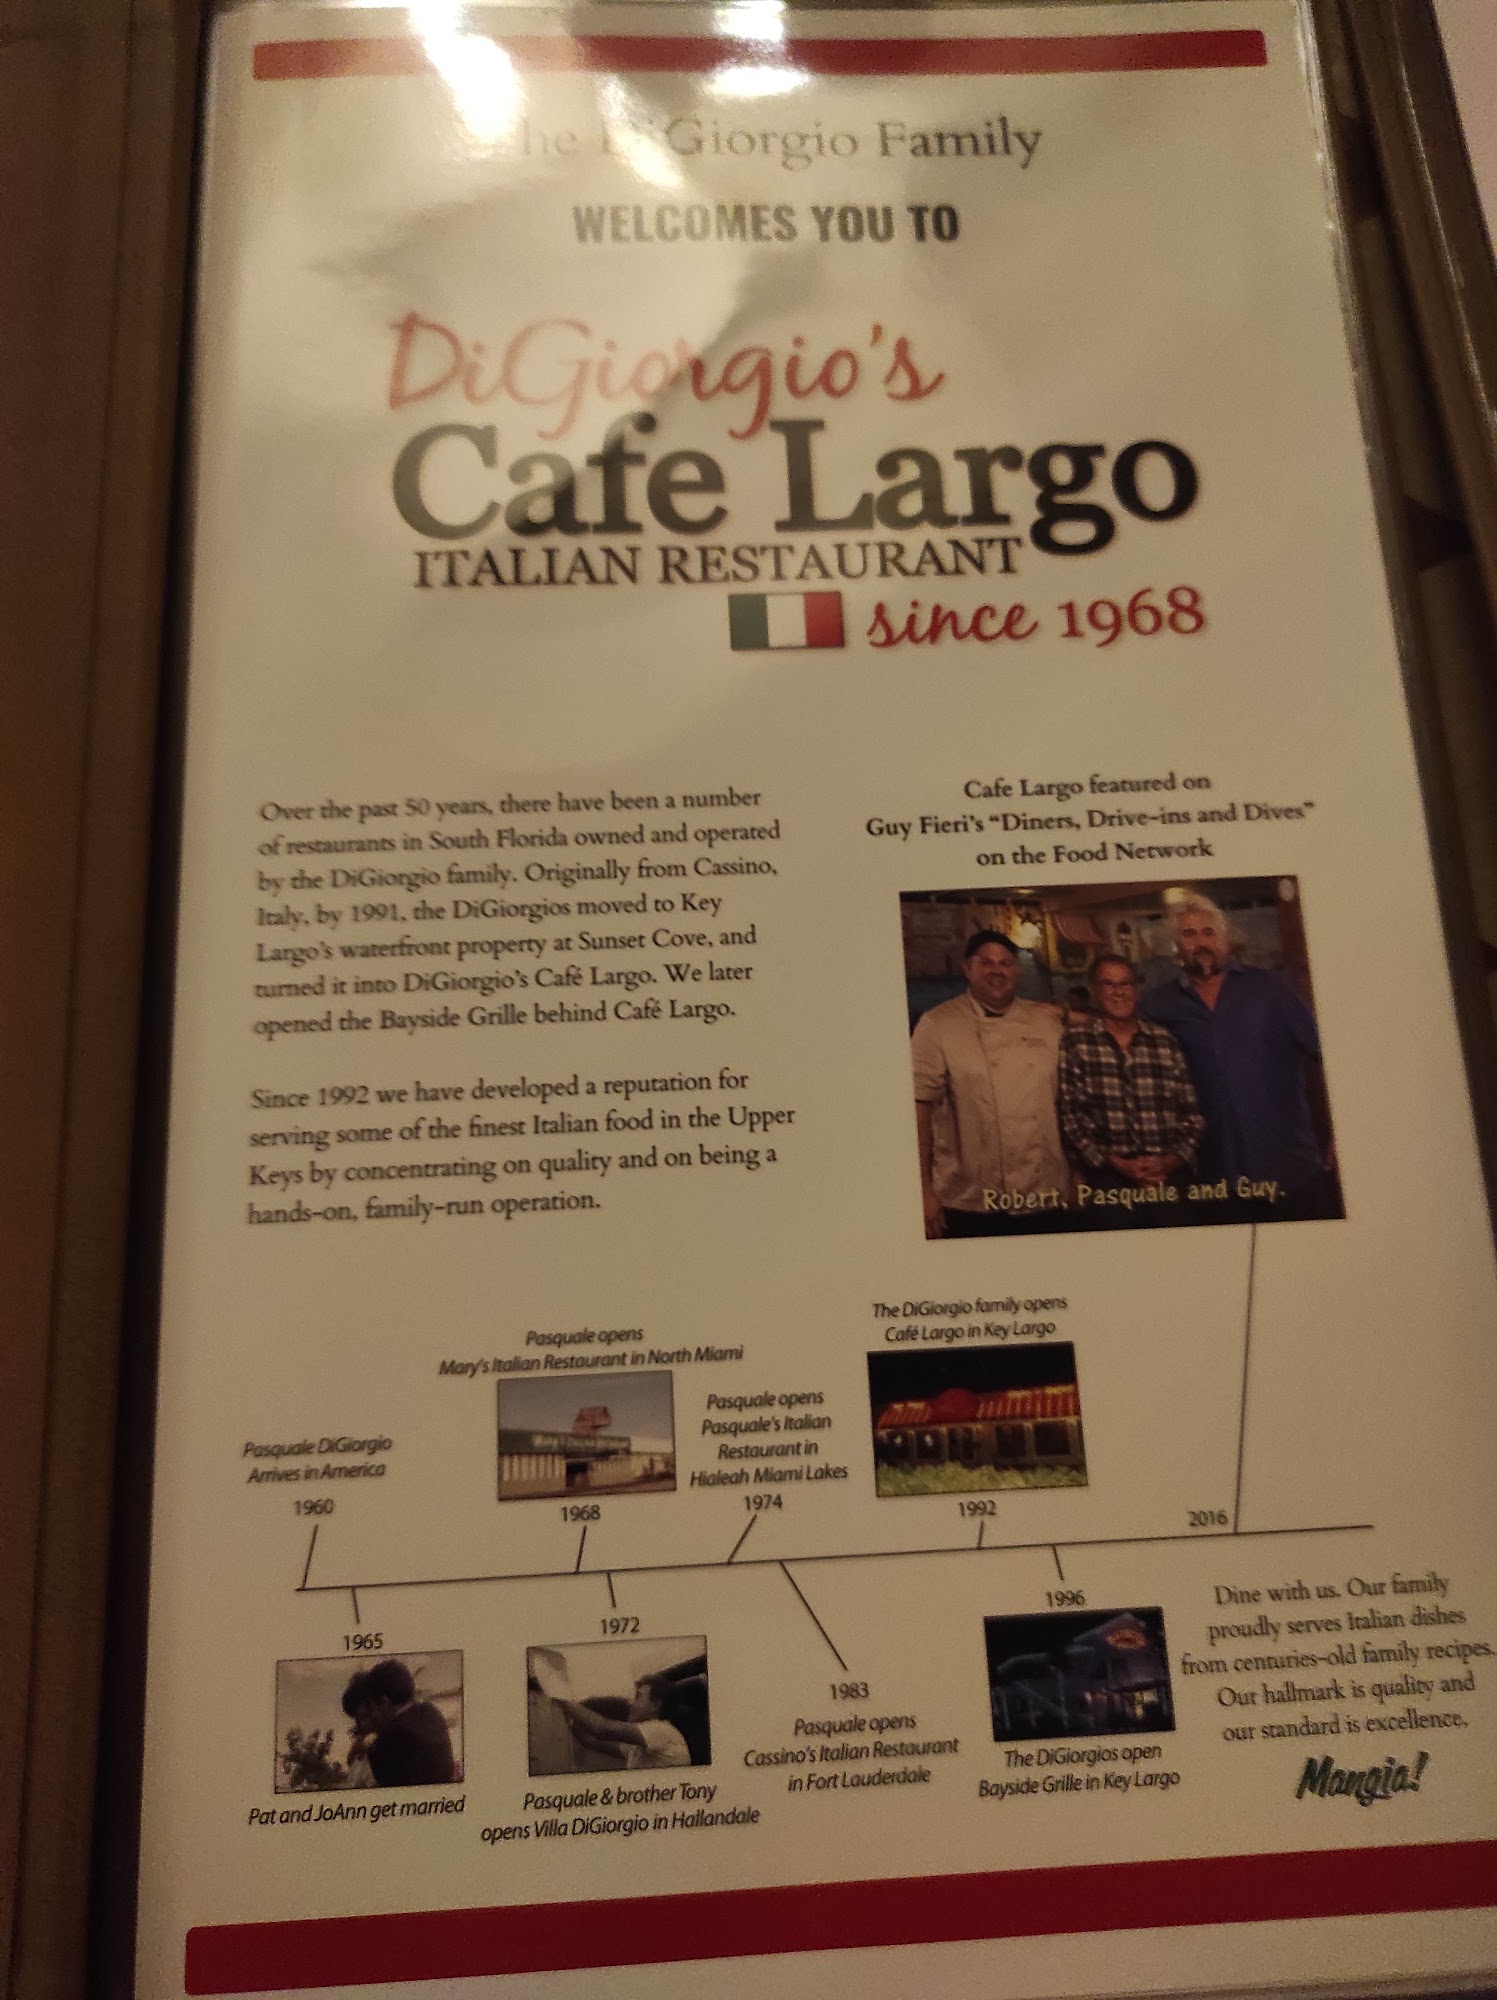 The DiGiorgio Family
WELCOMES YOU TO
DiGiorgio's
Cafe Largo
ITALIAN RESTAURANT
since 1968
Over the past 50 years, there have been a number
of restaurants in South Florida owned and operated
by the DiGiorgio family. Originally from Cassino,
Italy, by 1991, the DiGiorgios moved to Key
Largo's waterfront property at Sunset Cove, and
turned it into DiGiorgio's Café Largo. We later
opened the Bayside Grille behind Café Largo.
Since 1992 we have developed a reputation for
serving some of the finest Italian food in the Upper
Keys by concentrating on quality and on being a
hands-on, family-run operation.
Cafe Largo featured on
Guy Fieri's "Diners, Drive-ins and Dives"
on the Food Network
Robert, Pasquale and Guy.
Pasquale DiGiorgio
Arrives in America
1960
Pasquale opens
Mary's Italian Restaurant in North Miami
1968
Pasquale opens
Pasquale's Italian
Restaurant in
Hialeah Miami Lakes
1974
The DiGiorgio family opens
Café Largo in Key Largo
1992
2016
1965
Pat and JoAnn get married
1972
Pasquale & brother Tony
opens Villa DiGiorgio in Hallandale
1983
Pasquale opens
Cassino's Italian Restaurant
in Fort Lauderdale
1996
The DiGiorgios open
Bayside Grille in Key Largo
Dine with us. Our family
proudly serves Italian dishes
from centuries-old family recipes.
Our hallmark is quality and
our standard is excellence.
Mangia!